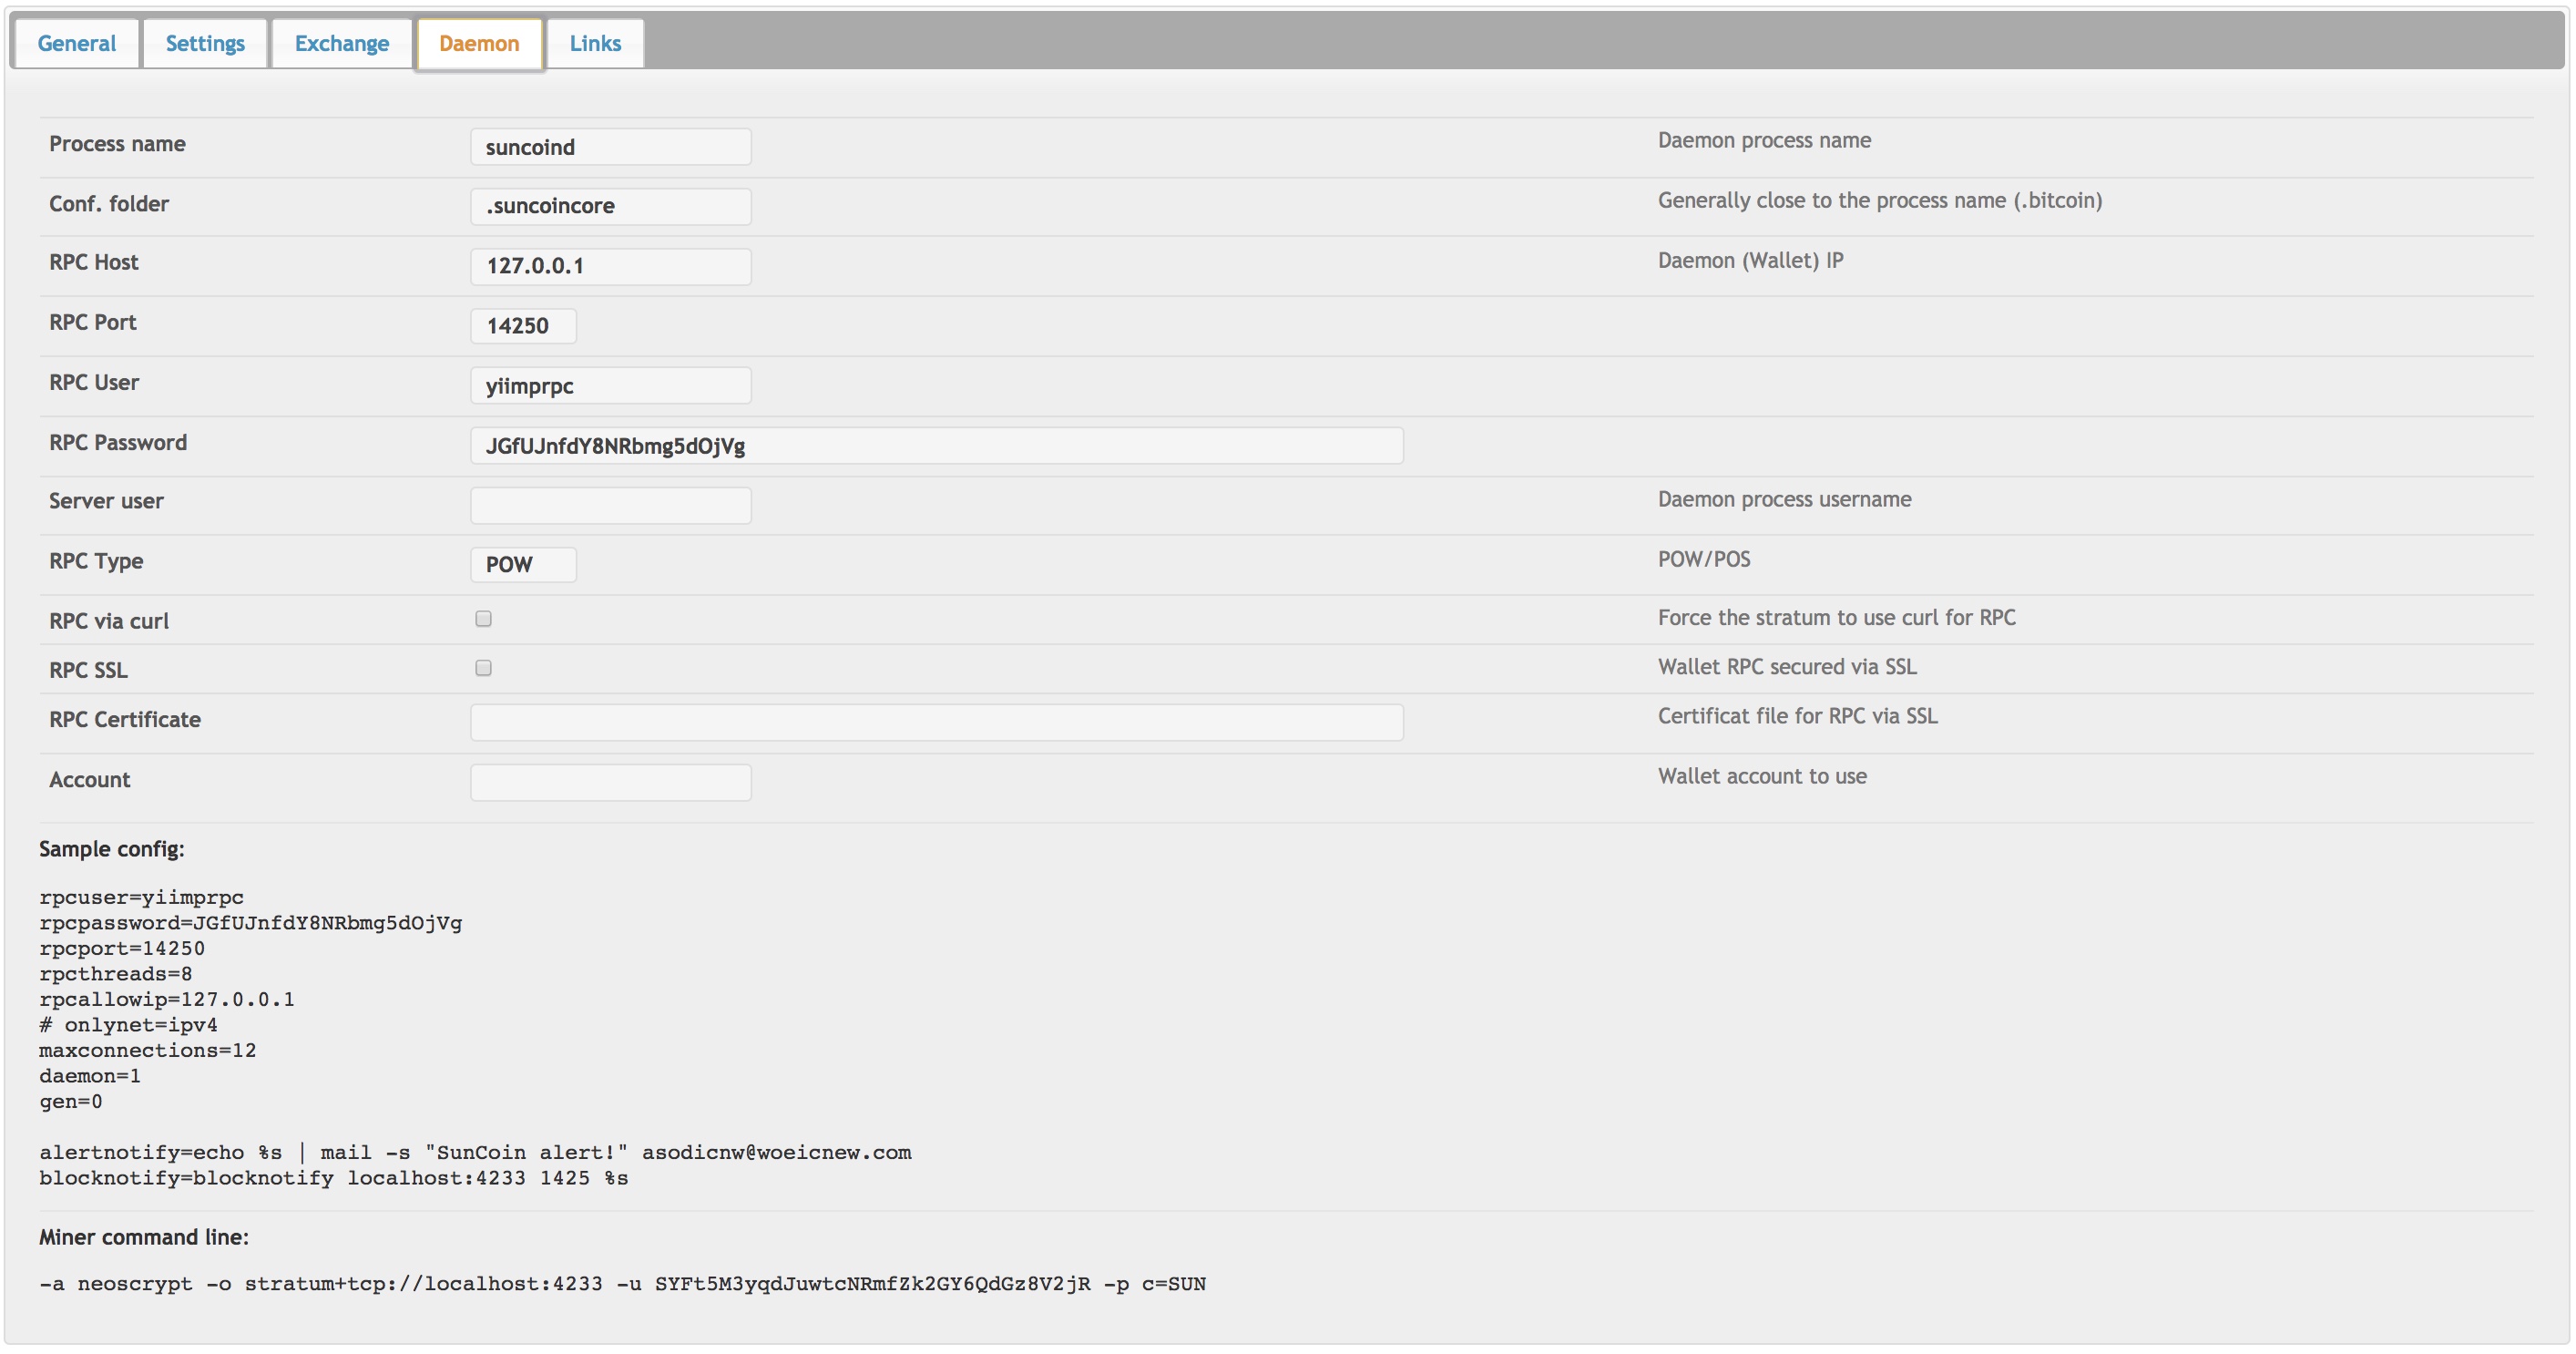 General Settings Exchange Daemon Links
Process name suncoind Daemon process name
Conf. folder .suncoincore Generally close to the process name (.bitcoin)
RPC Host 127.0.0.1 Daemon (Wallet) IP
RPC Port 14250
RPC User yiimprpc
RPC Password JGfUJnfdY8NRbmg5dOjVg
Server user Daemon process username
RPC Type POW POW/POS
RPC via curl Force the stratum to use curl for RPC
RPC SSL Wallet RPC secured via SSL
RPC Certificate Certificat file for RPC via SSL
Account Wallet account to use
Sample config:
rpcuser=yiimprpc
rpcpassword=JGfUJnfdY8NRbmg5dOjVg
rpcport=14250
rpcthreads=8
rpcallowip=127.0.0.1
# onlynet=ipv4
maxconnections=12
daemon=1
gen=0
alertnotify=echo %s | mail -s "SunCoin alert!" asodicnw@woeicnew.com
blocknotify=blocknotify localhost:4233 1425 %s
Miner command line:
-a neoscrypt -o stratum+tcp://localhost:4233 -u SYFt5M3yqdJuwtcNRmfZk2GY6QdGz8V2jR -p c=SUN